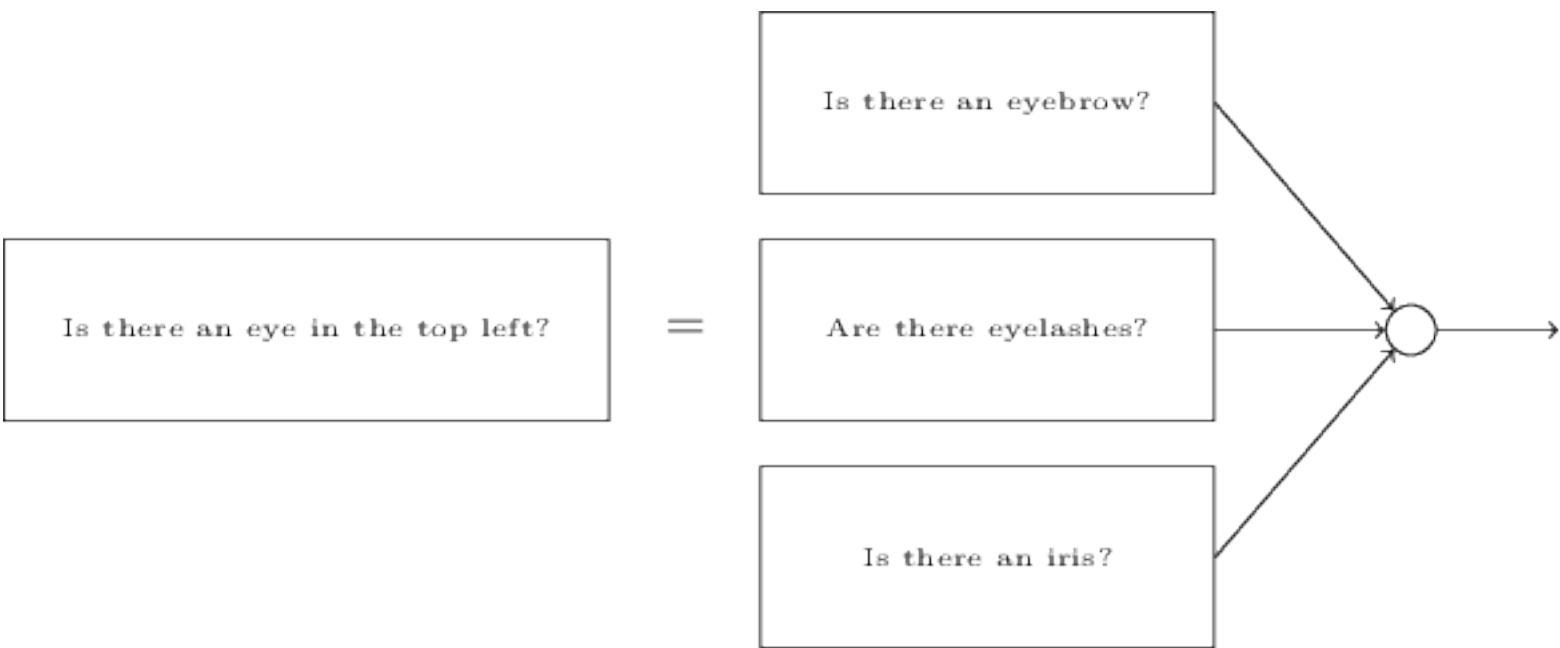 Is there an eyebrow?
Is there an eye in the top left?
=
Are there eyelashes?
Is there an iris?